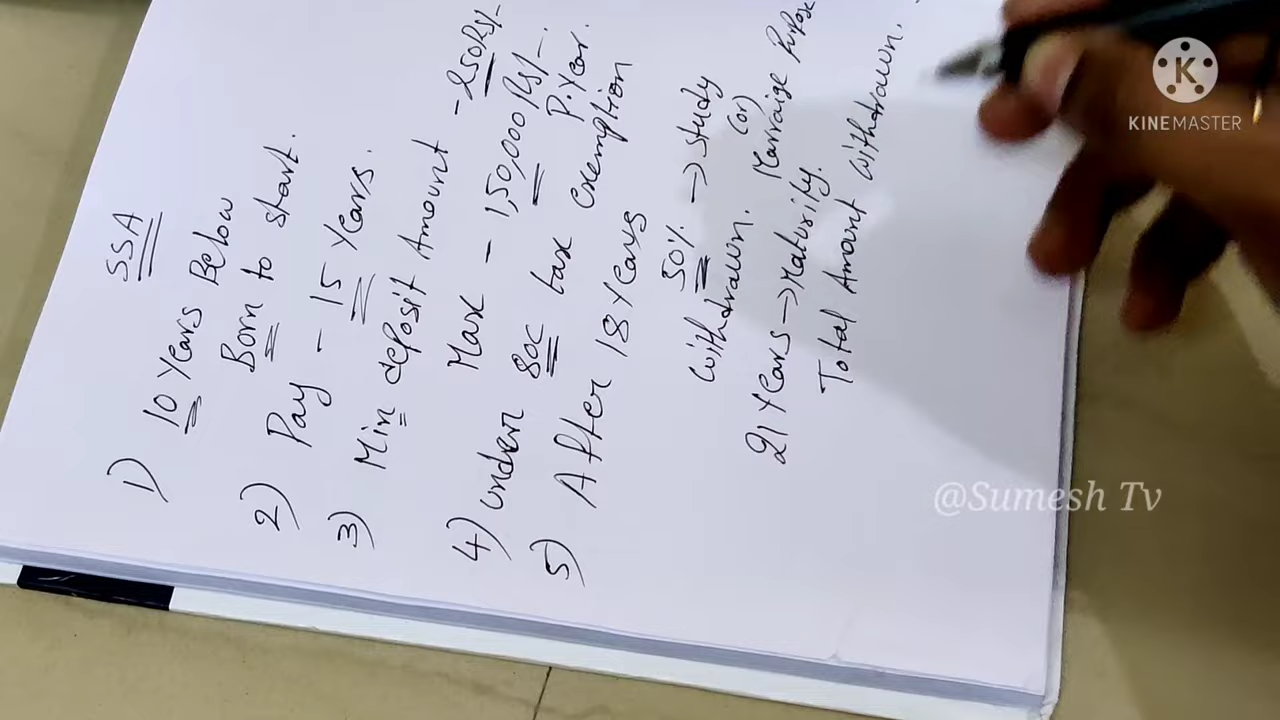 SSA
1) 10 Years Below
Born to start.
2) Pay - 15 Years.
3) Min deposit Amount - 250Rs/-
Max - 1,50,000 Rs/-.
P.Year.
4) under 80C tax exemption
5) After 18 Years
50% → Study
(or)
withdrawn. Marraige Purpose
21 Years → Maturity.
Total Amount withdrawn.
K
KINEMASTER
@Sumesh Tv